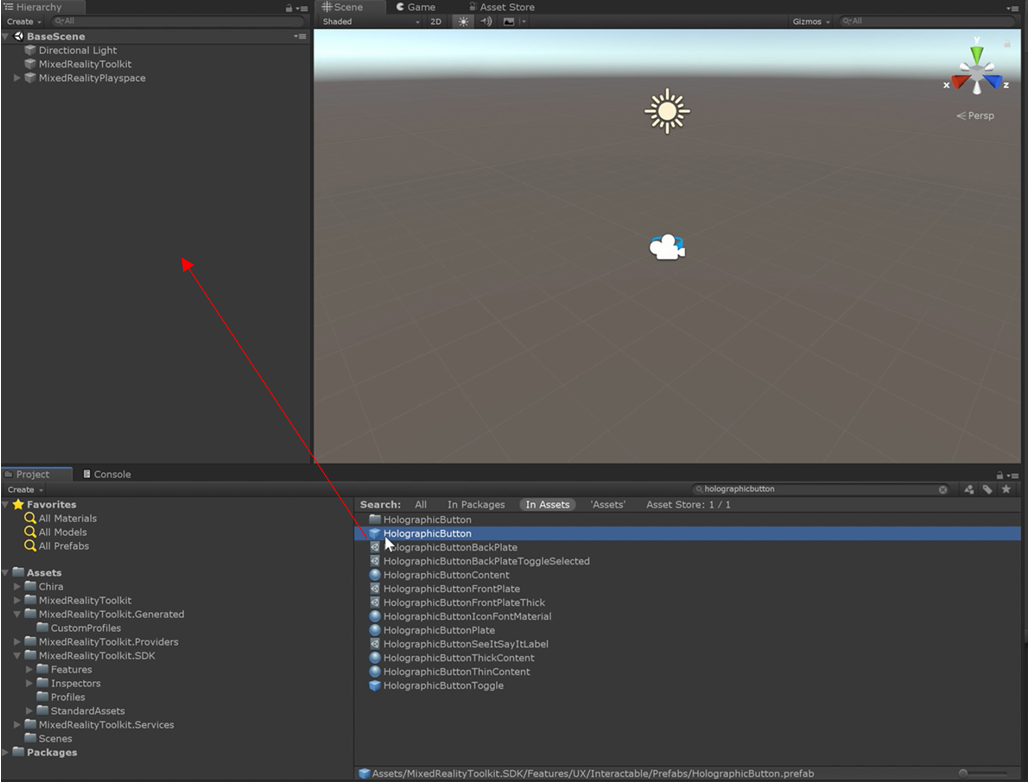 Hierarchy
Create
All
BaseScene
Directional Light
MixedRealityToolkit
MixedRealityPlayspace
Scene
Game
Asset Store
Shaded
2D
Gizmos
All
y
x
z
Persp
Project
Console
Create
holographicbutton
Favorites
All Materials
All Models
All Prefabs
Assets
Chira
MixedRealityToolkit
MixedRealityToolkit.Generated
CustomProfiles
MixedRealityToolkit.Providers
MixedRealityToolkit.SDK
Features
Inspectors
Profiles
StandardAssets
MixedRealityToolkit.Services
Scenes
Packages
Search: All In Packages In Assets 'Assets' Asset Store: 1 / 1
HolographicButton
HolographicButton
HolographicButtonBackPlate
HolographicButtonBackPlateToggleSelected
HolographicButtonContent
HolographicButtonFrontPlate
HolographicButtonFrontPlateThick
HolographicButtonIconFontMaterial
HolographicButtonPlate
HolographicButtonSeeItSayItLabel
HolographicButtonThickContent
HolographicButtonThinContent
HolographicButtonToggle
Assets/MixedRealityToolkit.SDK/Features/UX/Interactable/Prefabs/HolographicButton.prefab